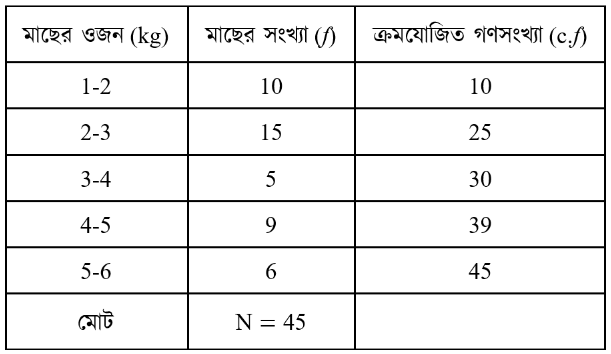 মাছের ওজন (kg) মাছের সংখ্যা (f) ক্রমযোজিত গণসংখ্যা (c.f)
1-2 10 10
2-3 15 25
3-4 5 30
4-5 9 39
5-6 6 45
মোট N = 45